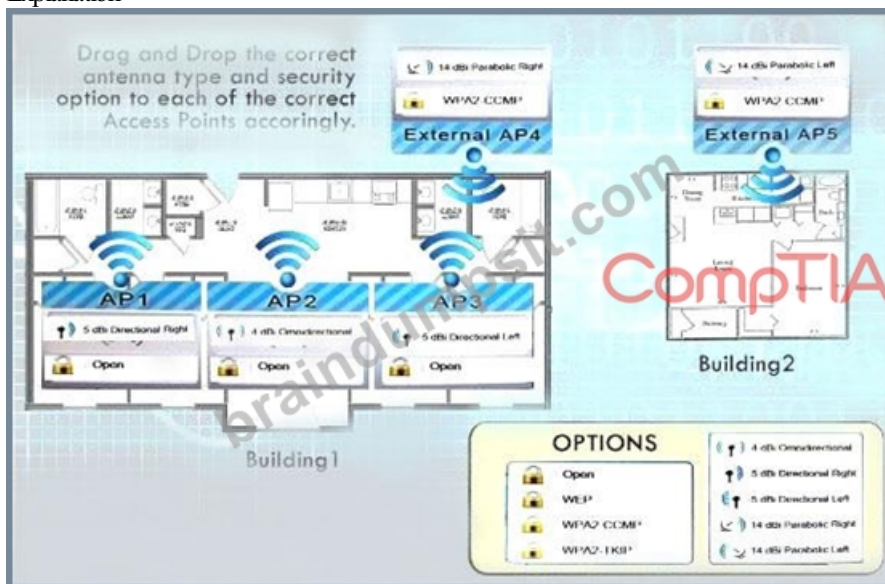 Explanation
Drag and Drop the correct
antenna type and security
option to each of the correct
Access Points accoringly.
14 dBi Parabolic Right
WPA2 CCMP
External AP4
14 dBi Parabolic Left
WPA2 CCMP
External AP5
AP1
5 dBi Directional Right
Open
AP2
4 dBi Omnidirectional
Open
AP3
5 dBi Directional Left
Open
Building1
Building2
CompTIA
braindumpsit.com
OPTIONS
Open
WEP
WPA2 CCMP
WPA2-TKIP
4 dBi Omnidirectional
5 dBi Directional Right
5 dBi Directional Left
14 dBi Parabolic Right
14 dBi Parabolic Left